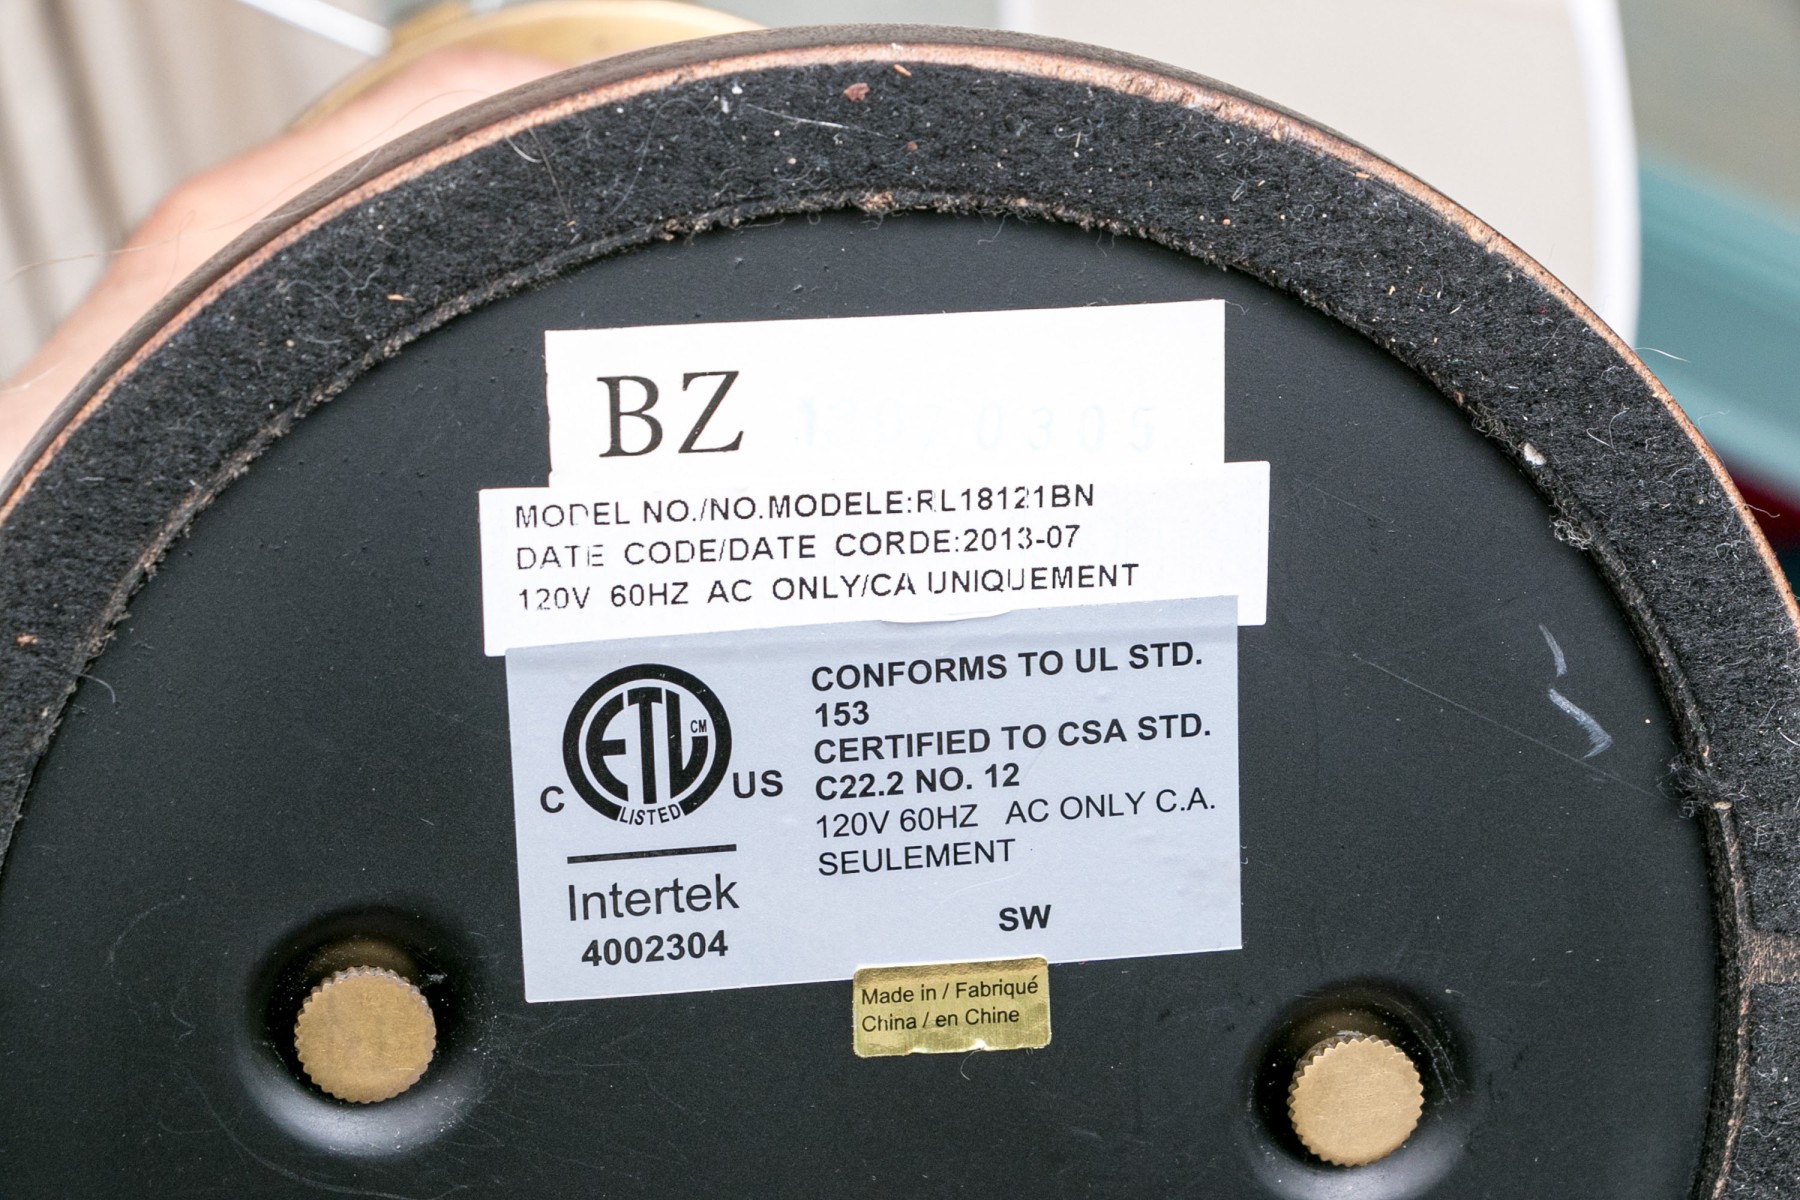 BZ
MODEL NO./NO.MODELE:RL18121BN
DATE CODE/DATE CORDE:2013-07
120V 60HZ AC ONLY/CA UNIQUEMENT
ETL CM
C US
LISTED
Intertek
4002304
CONFORMS TO UL STD.
153
CERTIFIED TO CSA STD.
C22.2 NO. 12
120V 60HZ AC ONLY C.A.
SEULEMENT
SW
Made in / Fabriqué
China / en Chine